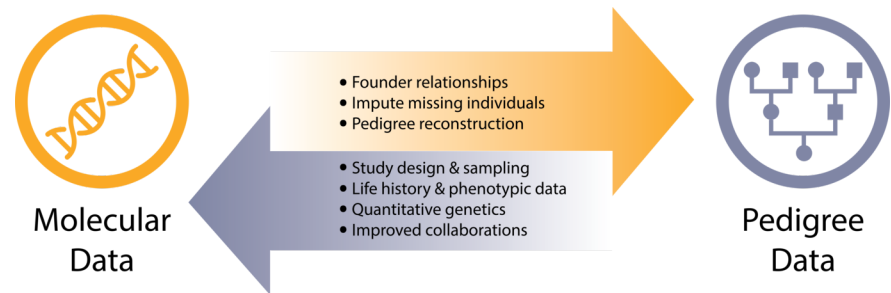 • Founder relationships
• Impute missing individuals
• Pedigree reconstruction
• Study design & sampling
• Life history & phenotypic data
• Quantitative genetics
• Improved collaborations
Molecular
Data
Pedigree
Data